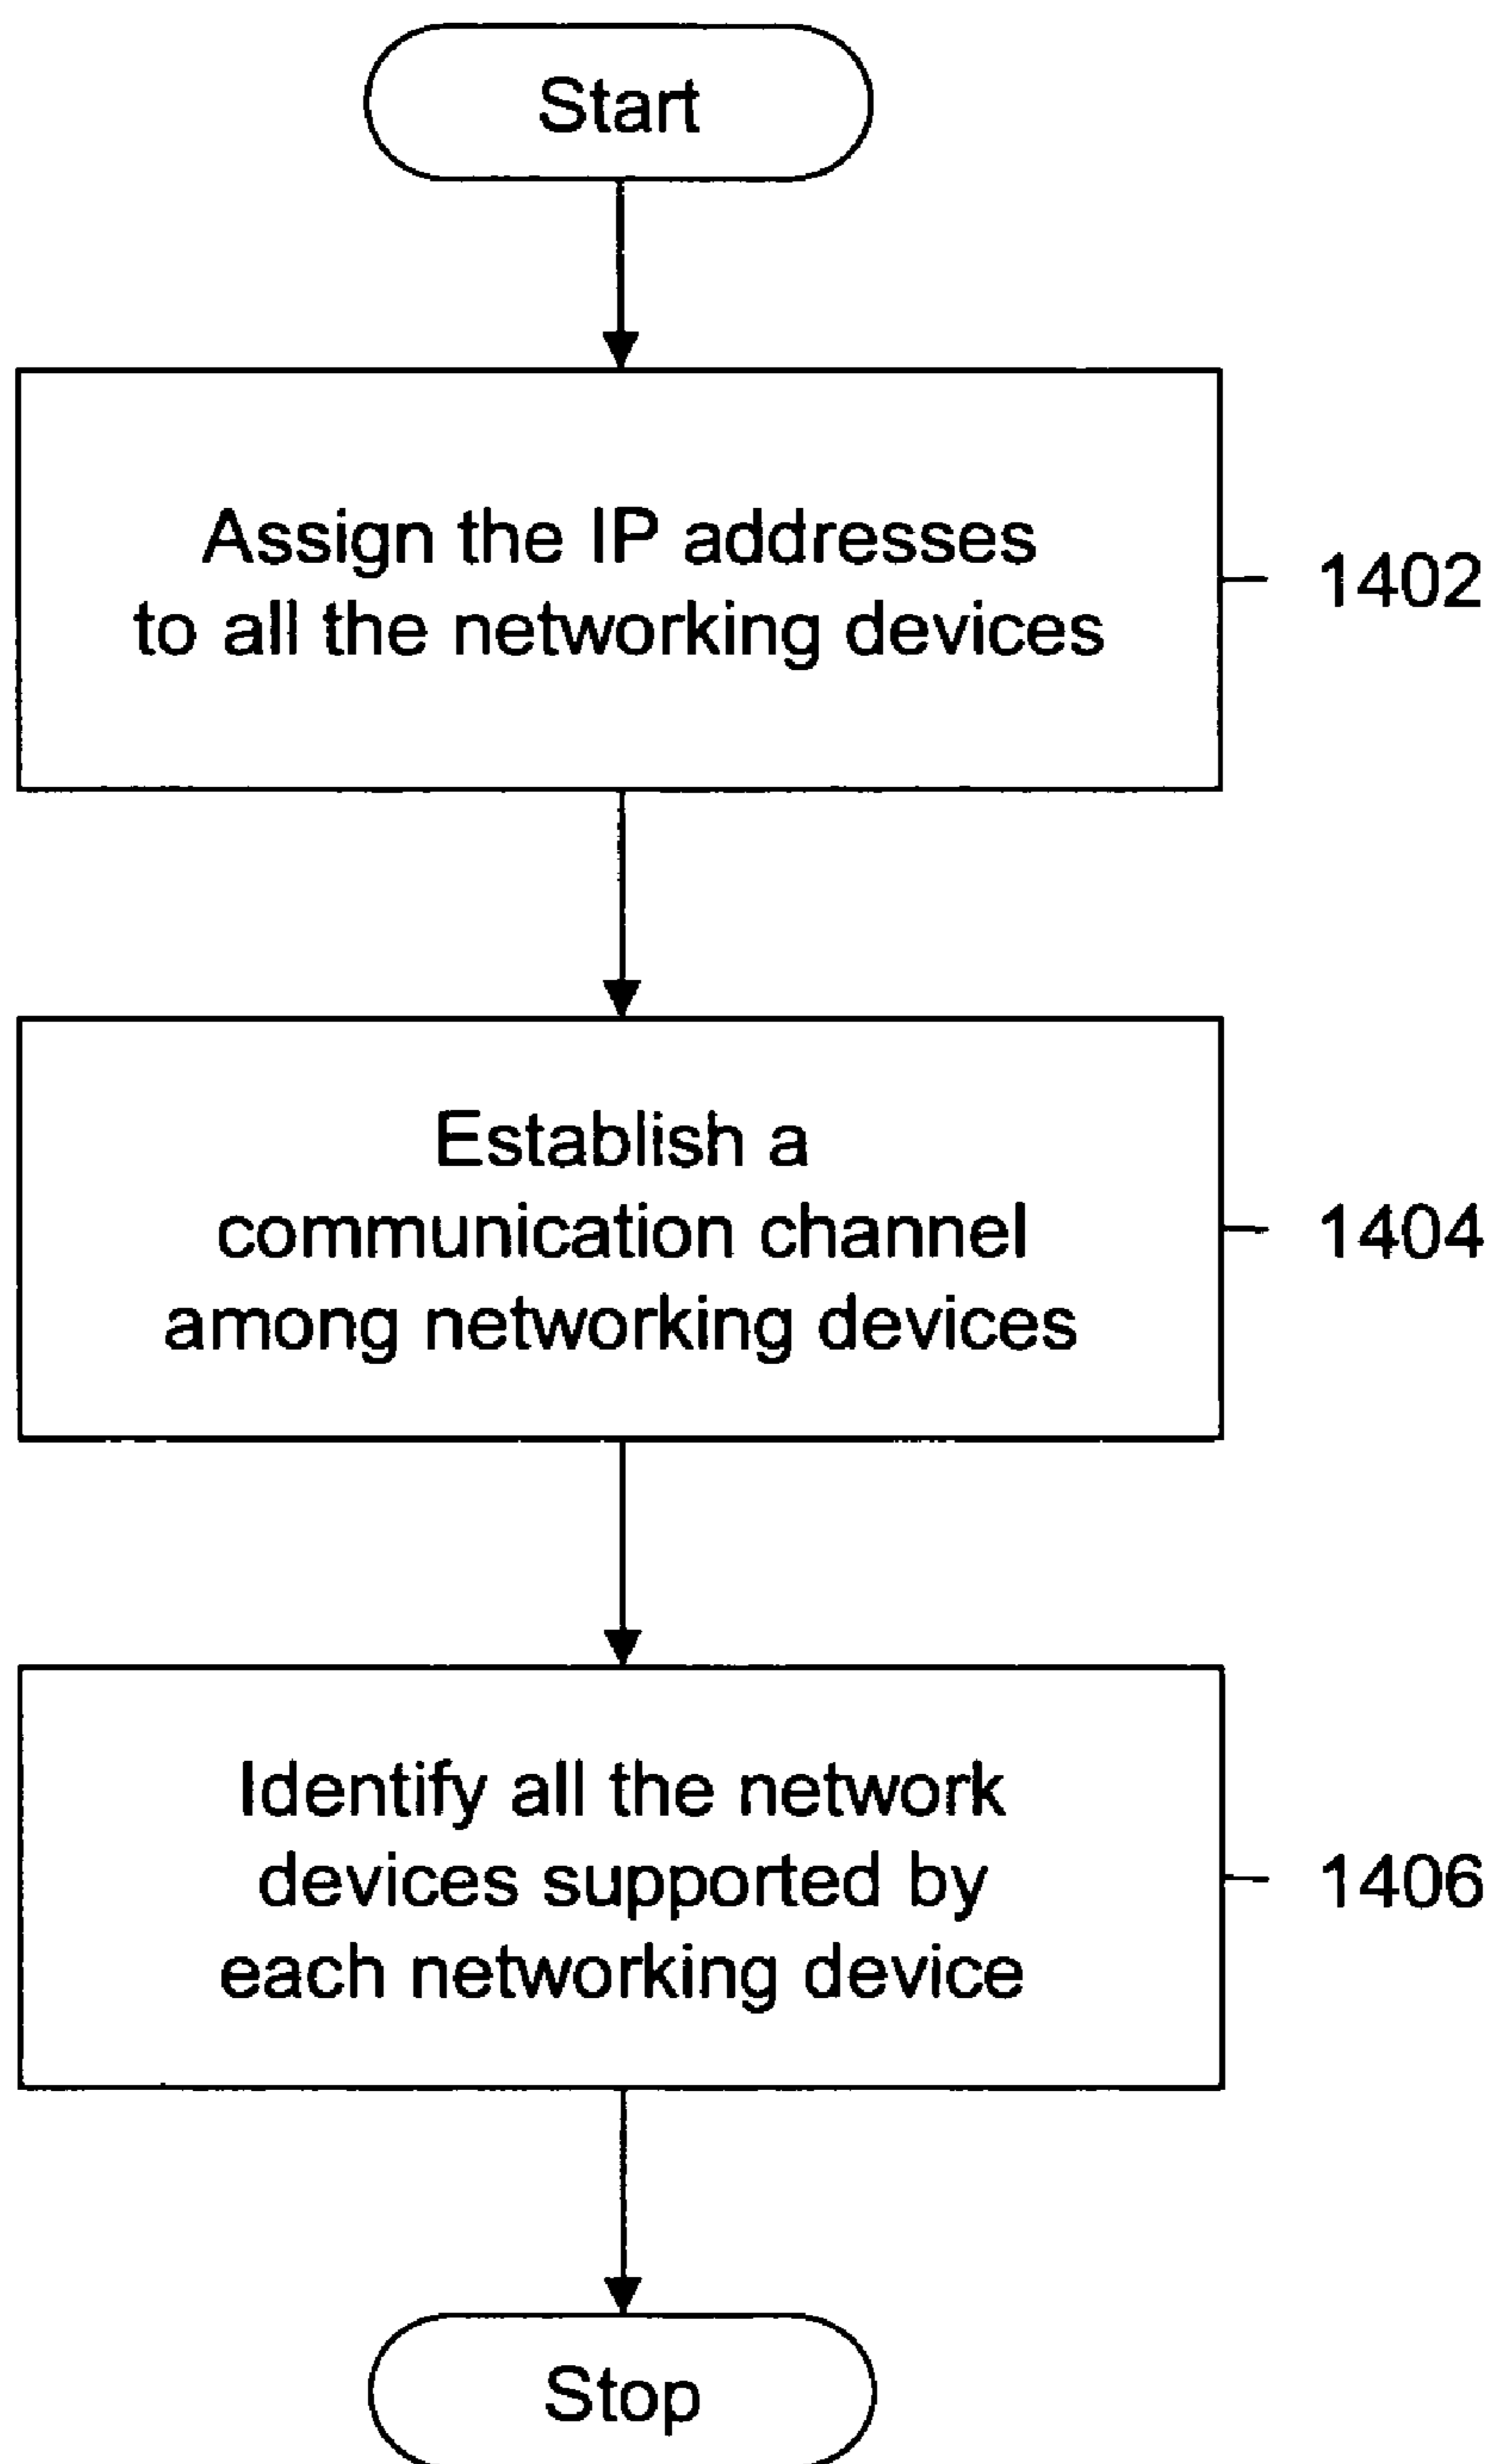 Start
Assign the IP addresses
to all the networking devices
1402
Establish a
communication channel
among networking devices
1404
Identify all the network
devices supported by
each networking device
1406
Stop